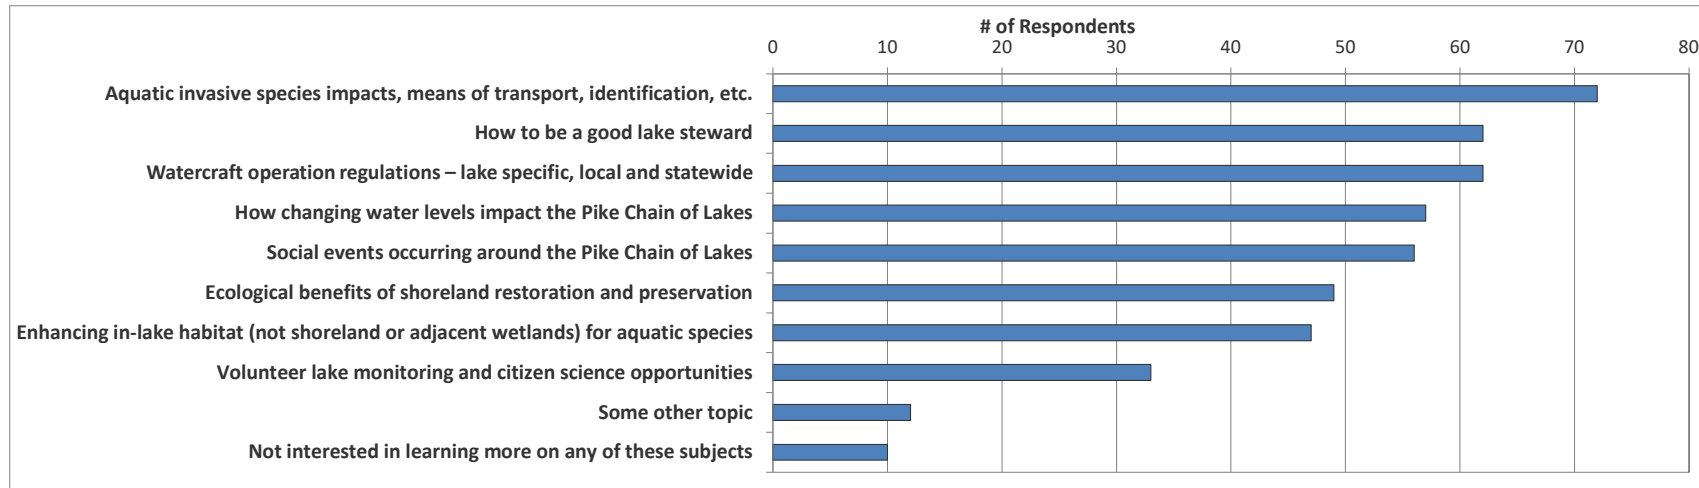 # of Respondents
0 10 20 30 40 50 60 70 80
Aquatic invasive species impacts, means of transport, identification, etc.
How to be a good lake steward
Watercraft operation regulations – lake specific, local and statewide
How changing water levels impact the Pike Chain of Lakes
Social events occurring around the Pike Chain of Lakes
Ecological benefits of shoreland restoration and preservation
Enhancing in-lake habitat (not shoreland or adjacent wetlands) for aquatic species
Volunteer lake monitoring and citizen science opportunities
Some other topic
Not interested in learning more on any of these subjects